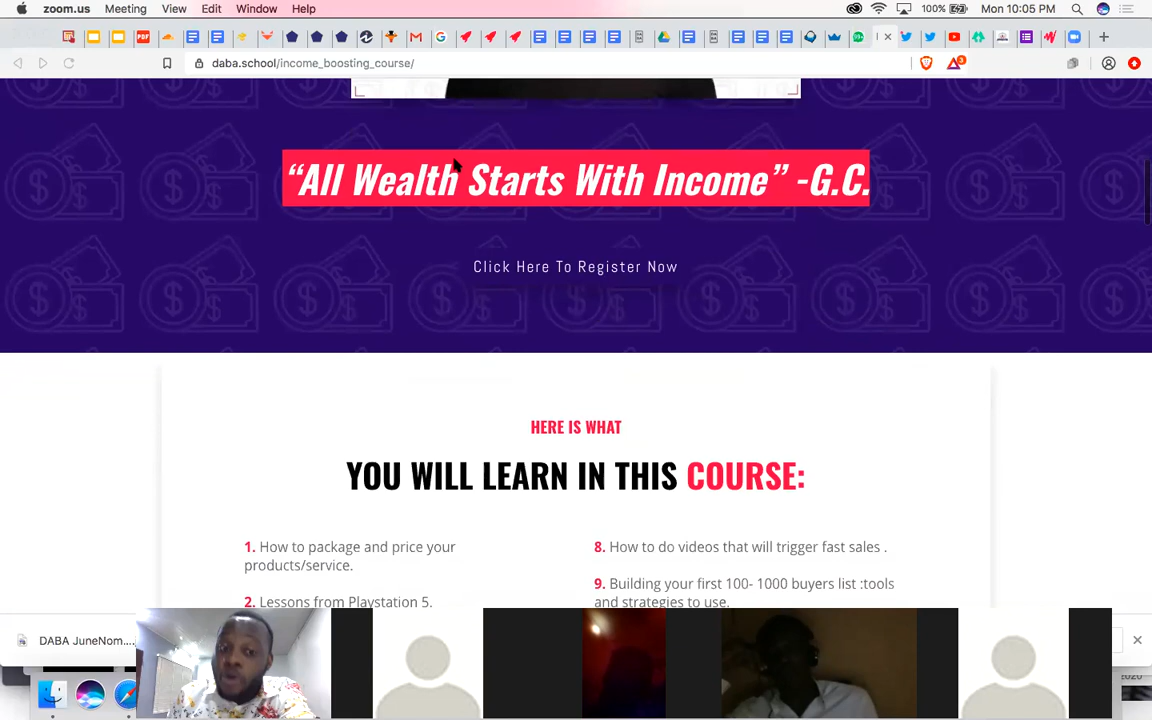 zoom.us Meeting View Edit Window Help 100% Mon 10:05 PM
daba.school/income_boosting_course/
“All Wealth Starts With Income” -G.C.
Click Here To Register Now
HERE IS WHAT
YOU WILL LEARN IN THIS COURSE:
1. How to package and price your
products/service.
2. Lessons from Playstation 5.
8. How to do videos that will trigger fast sales .
9. Building your first 100- 1000 buyers list :tools
and strategies to use.
DABA JuneNom....
2020